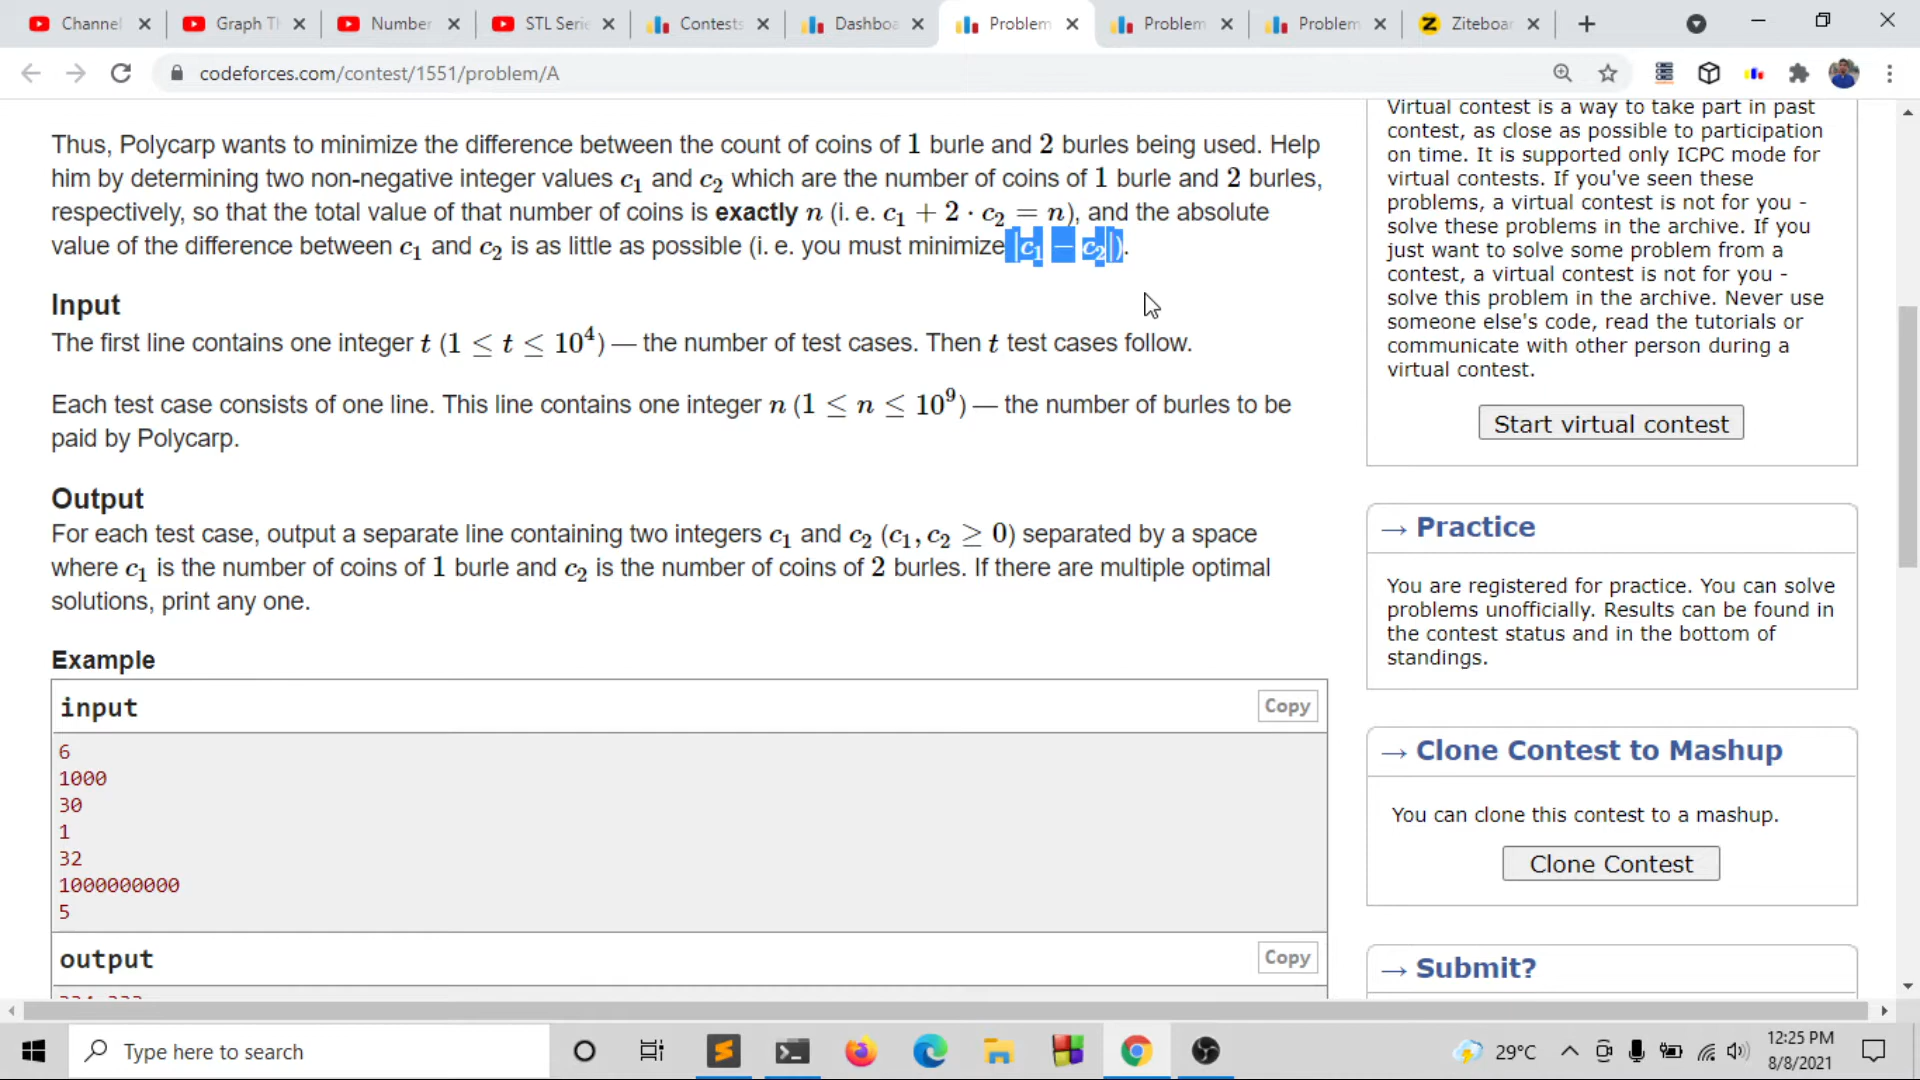 Channel
Graph Th
Number
STL Serie
Contests
Dashboa
Problem
Problem
Problem
Ziteboar
codeforces.com/contest/1551/problem/A
Thus, Polycarp wants to minimize the difference between the count of coins of 1 burle and 2 burles being used. Help
him by determining two non-negative integer values c₁ and c₂ which are the number of coins of 1 burle and 2 burles,
respectively, so that the total value of that number of coins is exactly n (i. e. c₁ + 2 · c₂ = n), and the absolute
value of the difference between c₁ and c₂ is as little as possible (i. e. you must minimize |c₁ − c₂|).
Input
The first line contains one integer t (1 ≤ t ≤ 10⁴) — the number of test cases. Then t test cases follow.
Each test case consists of one line. This line contains one integer n (1 ≤ n ≤ 10⁹) — the number of burles to be
paid by Polycarp.
Output
For each test case, output a separate line containing two integers c₁ and c₂ (c₁, c₂ ≥ 0) separated by a space
where c₁ is the number of coins of 1 burle and c₂ is the number of coins of 2 burles. If there are multiple optimal
solutions, print any one.
Example
input
Copy
6
1000
30
1
32
1000000000
5
output
Copy
Virtual contest is a way to take part in past
contest, as close as possible to participation
on time. It is supported only ICPC mode for
virtual contests. If you've seen these
problems, a virtual contest is not for you -
solve these problems in the archive. If you
just want to solve some problem from a
contest, a virtual contest is not for you -
solve this problem in the archive. Never use
someone else's code, read the tutorials or
communicate with other person during a
virtual contest.
Start virtual contest
→ Practice
You are registered for practice. You can solve
problems unofficially. Results can be found in
the contest status and in the bottom of
standings.
→ Clone Contest to Mashup
You can clone this contest to a mashup.
Clone Contest
→ Submit?
Type here to search
29°C
12:25 PM
8/8/2021